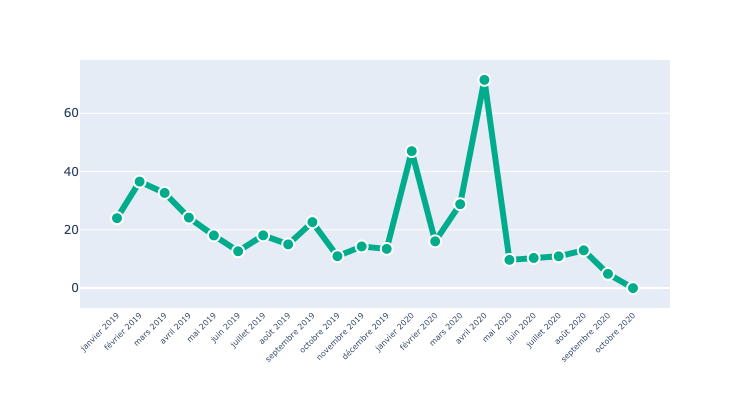 60
40
20
0
janvier 2019
février 2019
mars 2019
avril 2019
mai 2019
juin 2019
juillet 2019
août 2019
septembre 2019
octobre 2019
novembre 2019
décembre 2019
janvier 2020
février 2020
mars 2020
avril 2020
mai 2020
juin 2020
juillet 2020
août 2020
septembre 2020
octobre 2020